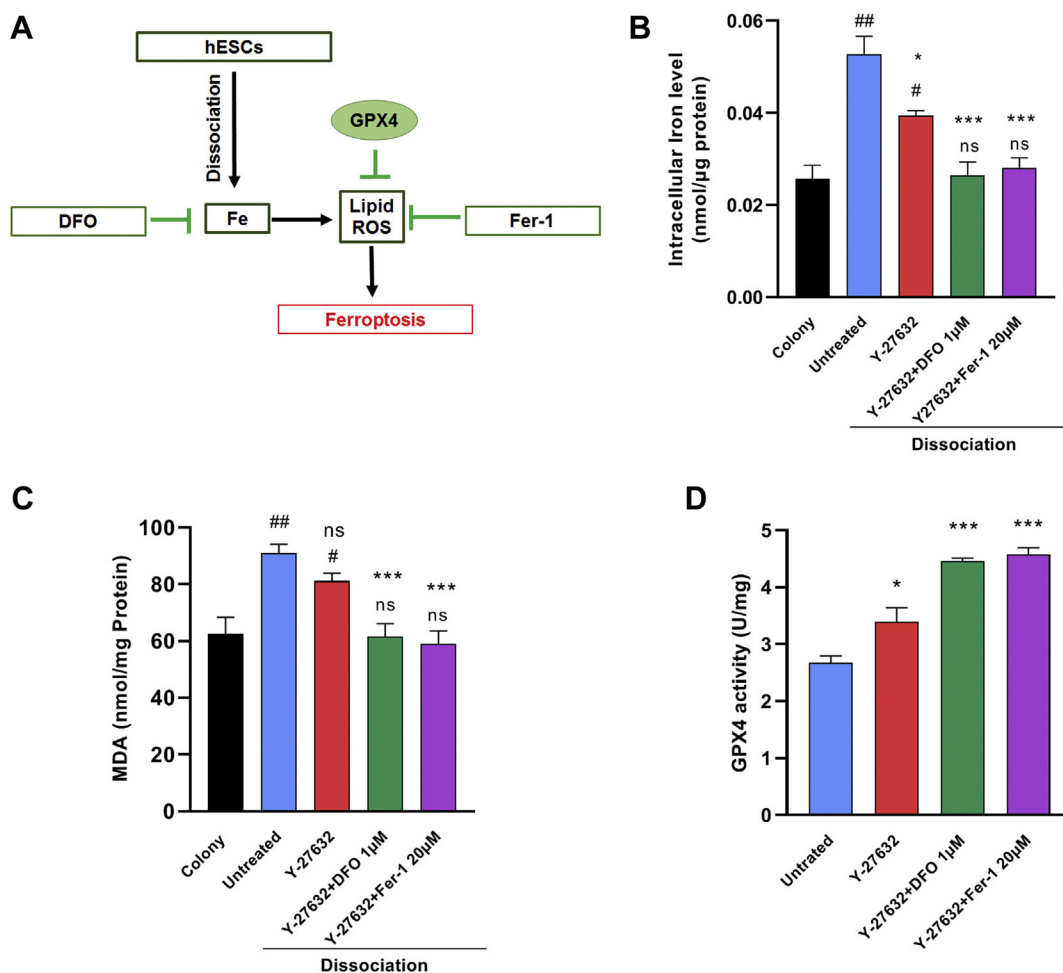 A
hESCs
Dissociation
GPX4
DFO
Fe
Lipid
ROS
Fer-1
Ferroptosis
B
Intracellular Iron level
(nmol/µg protein)
0.06
0.04
0.02
0.00
##
*
#
***
ns
***
ns
Colony
Untreated
Y-27632
Y-27632+DFO 1µM
Y27632+Fer-1 20µM
Dissociation
C
MDA (nmol/mg Protein)
100
80
60
40
20
0
##
ns
#
***
ns
***
ns
Colony
Untreated
Y-27632
Y-27632+DFO 1µM
Y-27632+Fer-1 20µM
Dissociation
D
GPX4 activity (U/mg)
5
4
3
2
1
0
*
***
***
Untrated
Y-27632
Y-27632+DFO 1µM
Y-27632+Fer-1 20µM